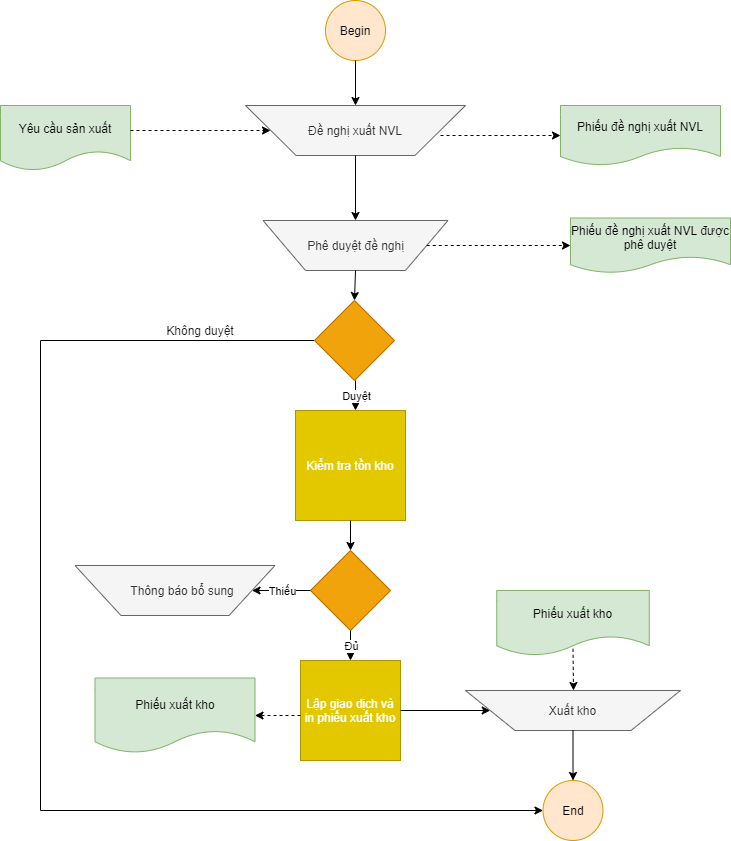 Begin
Yêu cầu sản xuất
Đề nghị xuất NVL
Phiếu đề nghị xuất NVL
Phê duyệt đề nghị
Phiếu đề nghị xuất NVL được
phê duyệt
Không duyệt
Duyệt
Kiểm tra tồn kho
Thông báo bổ sung
Thiếu
Phiếu xuất kho
Đủ
Phiếu xuất kho
Lập giao dịch và
in phiếu xuất kho
Xuất kho
End